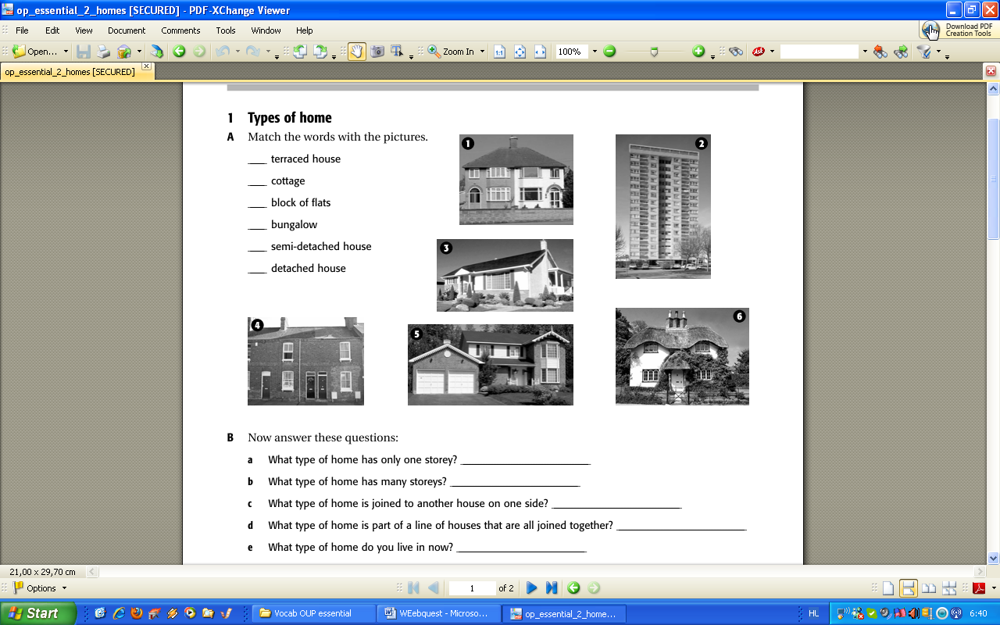 op_essential_2_homes [SECURED] - PDF-XChange Viewer
File Edit View Document Comments Tools Window Help
Download PDF
Creation Tools
Open... Zoom In 100%
op_essential_2_homes [SECURED]
1 Types of home
A Match the words with the pictures.
___ terraced house
___ cottage
___ block of flats
___ bungalow
___ semi-detached house
___ detached house
1
2
3
4
5
6
B Now answer these questions:
a What type of home has only one storey? ____________________
b What type of home has many storeys? ____________________
c What type of home is joined to another house on one side? ____________________
d What type of home is part of a line of houses that are all joined together? ____________________
e What type of home do you live in now? ____________________
21,00 x 29,70 cm
Options 1 of 2
Start Vocab OUP essential WEebquest - Microso... op_essential_2_home... HL 6:40